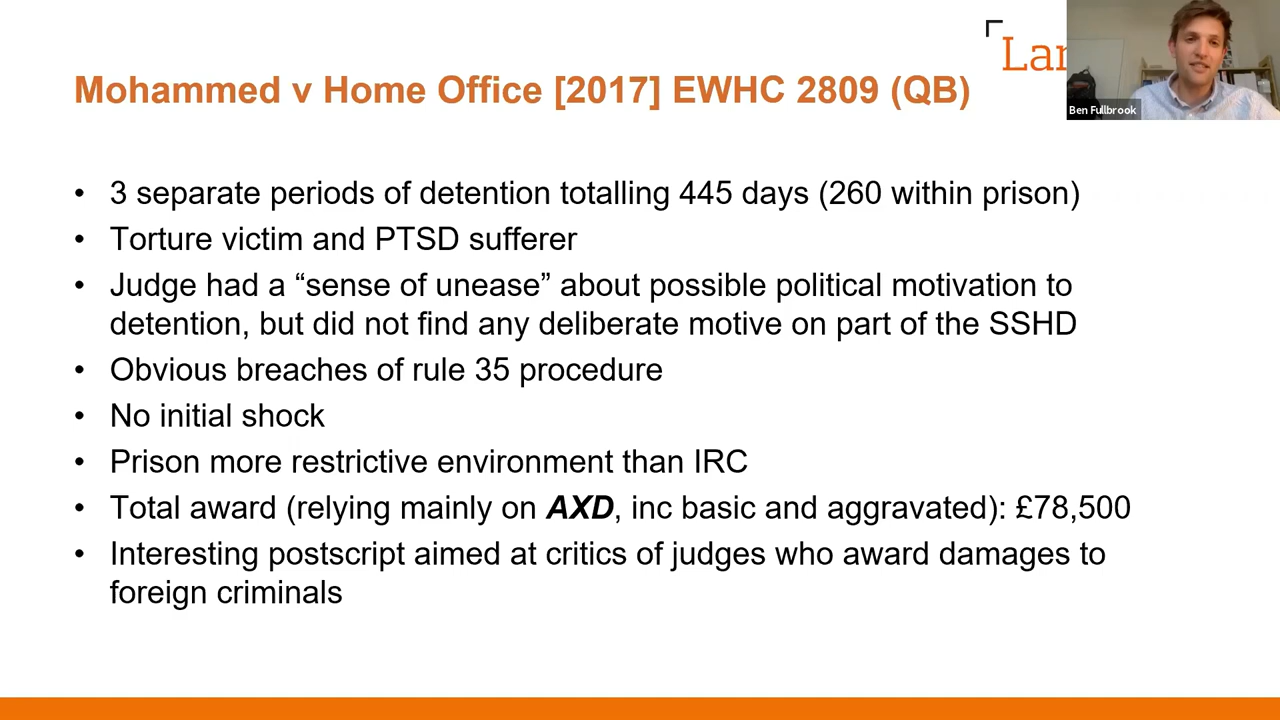 Mohammed v Home Office [2017] EWHC 2809 (QB)
Lan
Ben Fullbrook
• 3 separate periods of detention totalling 445 days (260 within prison)
• Torture victim and PTSD sufferer
• Judge had a “sense of unease” about possible political motivation to
detention, but did not find any deliberate motive on part of the SSHD
• Obvious breaches of rule 35 procedure
• No initial shock
• Prison more restrictive environment than IRC
• Total award (relying mainly on AXD, inc basic and aggravated): £78,500
• Interesting postscript aimed at critics of judges who award damages to
foreign criminals